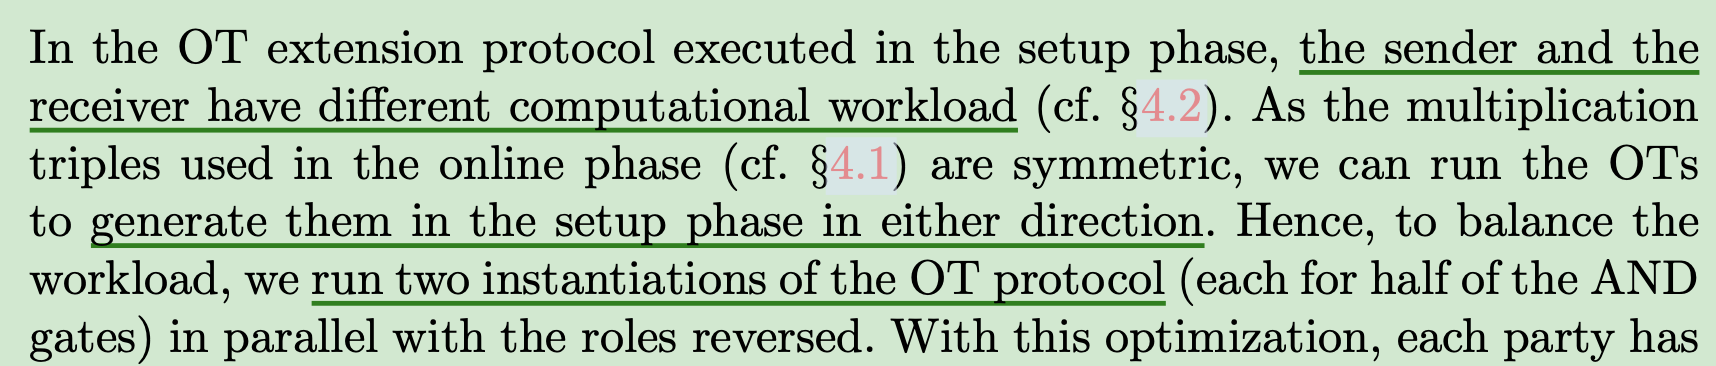 In the OT extension protocol executed in the setup phase, the sender and the
receiver have different computational workload (cf. §4.2). As the multiplication
triples used in the online phase (cf. §4.1) are symmetric, we can run the OTs
to generate them in the setup phase in either direction. Hence, to balance the
workload, we run two instantiations of the OT protocol (each for half of the AND
gates) in parallel with the roles reversed. With this optimization, each party has